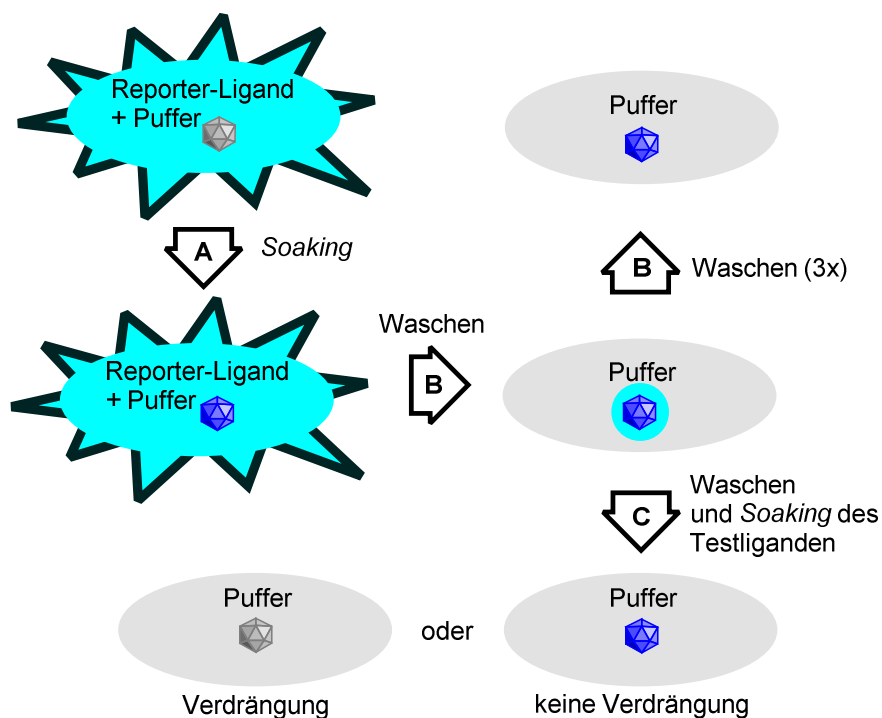 Reporter-Ligand
+ Puffer
Puffer
A
Soaking
B
Waschen (3x)
Reporter-Ligand
+ Puffer
Waschen
B
Puffer
C
Waschen
und Soaking des
Testliganden
Puffer
oder
Puffer
Verdrängung
keine Verdrängung